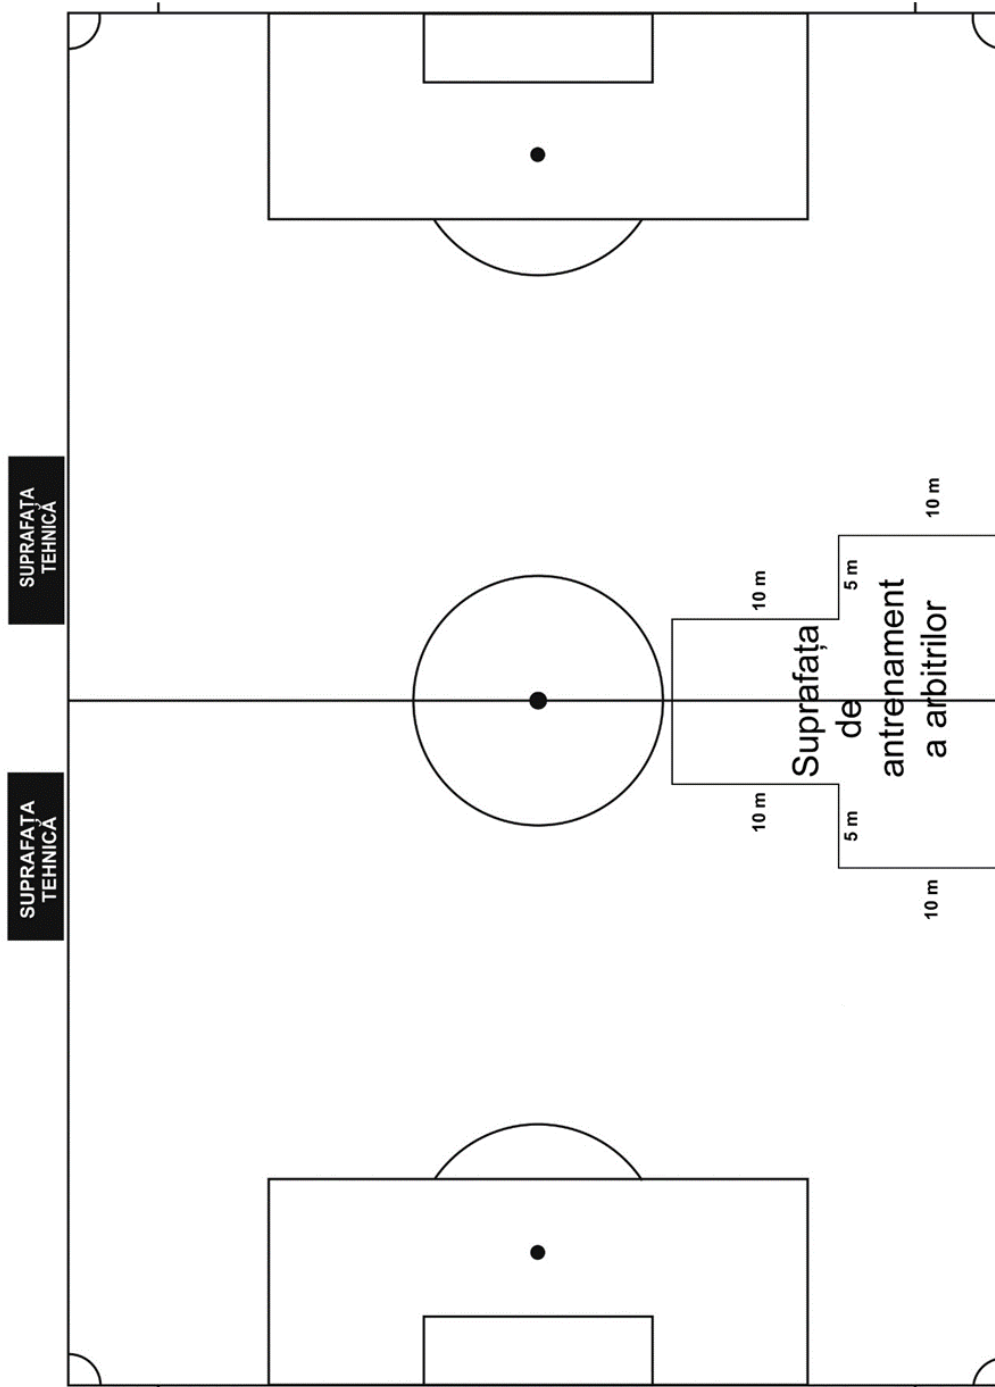 SUPRAFAȚA
TEHNICĂ
SUPRAFAȚA
TEHNICĂ
10 m
5 m
10 m
Suprafața
de
antrenament
a arbitrilor
10 m
5 m
10 m